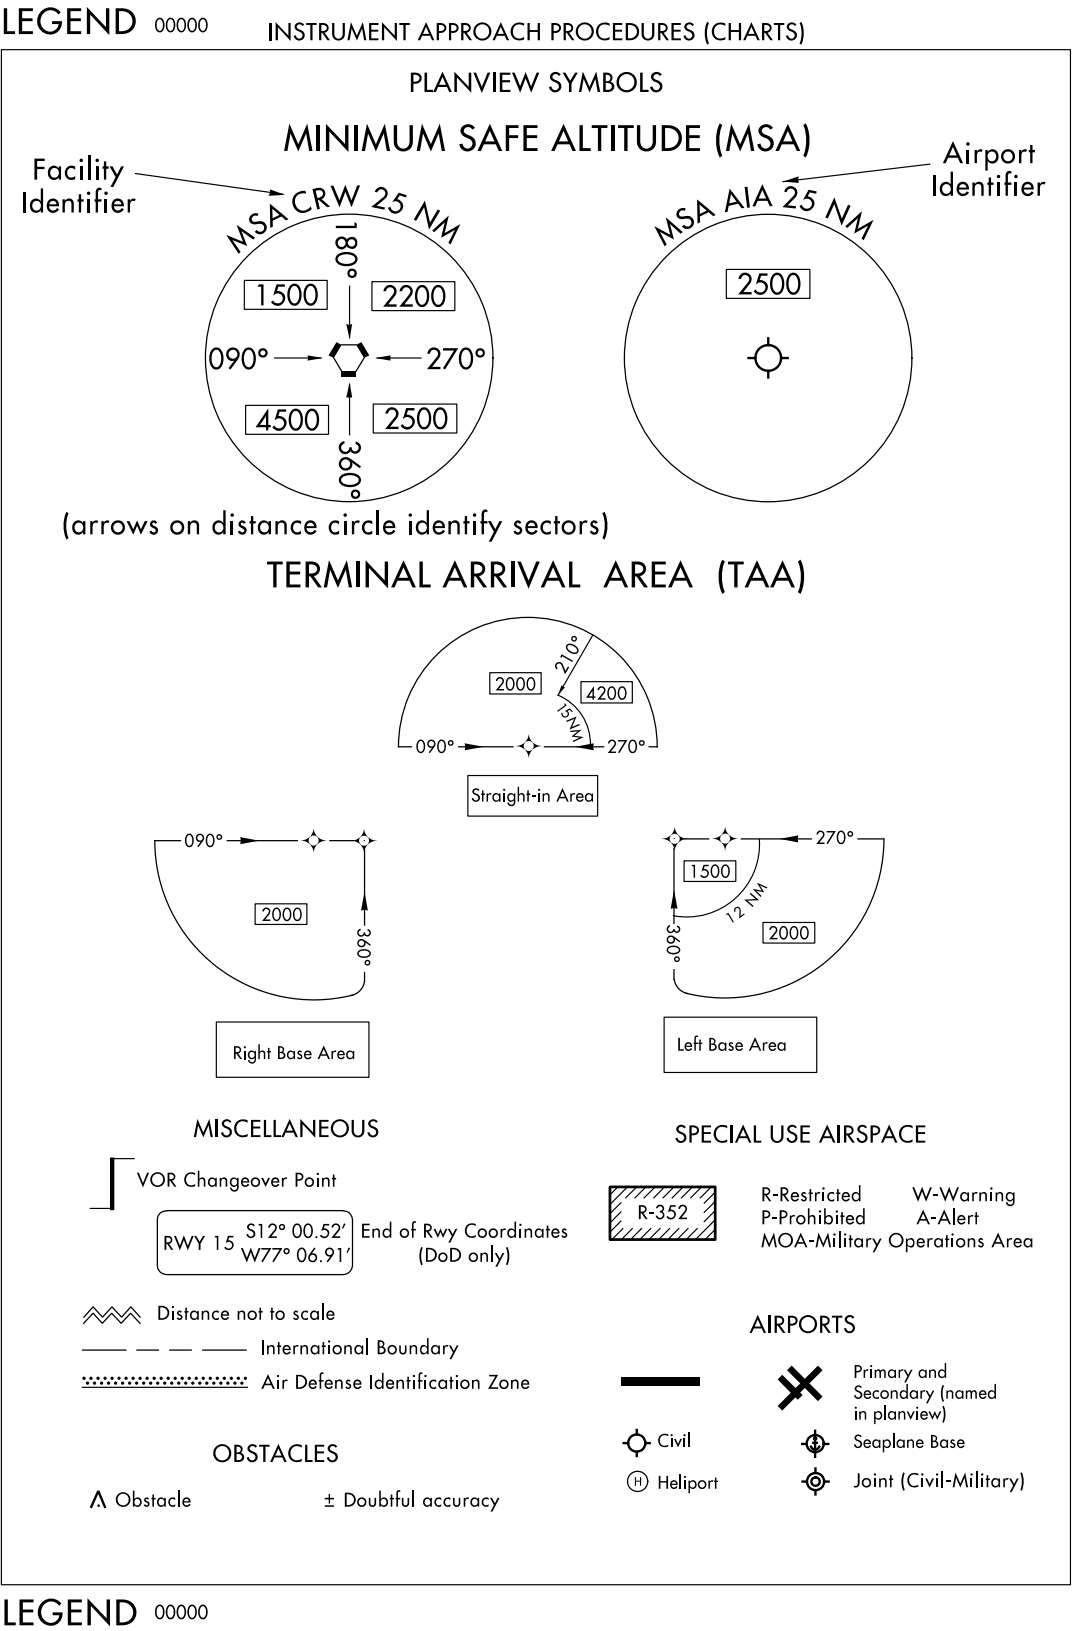 LEGEND 00000
INSTRUMENT APPROACH PROCEDURES (CHARTS)
PLANVIEW SYMBOLS
MINIMUM SAFE ALTITUDE (MSA)
Facility
Identifier
Airport
Identifier
MSA CRW 25 NM
180°
1500
2200
090°
270°
4500
2500
360°
MSA AIA 25 NM
2500
(arrows on distance circle identify sectors)
TERMINAL ARRIVAL AREA (TAA)
210°
2000
4200
15NM
090°
270°
Straight-in Area
090°
2000
360°
Right Base Area
270°
1500
12 NM
2000
360°
Left Base Area
MISCELLANEOUS
VOR Changeover Point
RWY 15
S12° 00.52′
W77° 06.91′
End of Rwy Coordinates
(DoD only)
Distance not to scale
International Boundary
Air Defense Identification Zone
OBSTACLES
Obstacle
± Doubtful accuracy
SPECIAL USE AIRSPACE
R-352
R-Restricted W-Warning
P-Prohibited A-Alert
MOA-Military Operations Area
AIRPORTS
Primary and
Secondary (named
in planview)
Civil
Seaplane Base
H
Heliport
Joint (Civil-Military)
LEGEND 00000